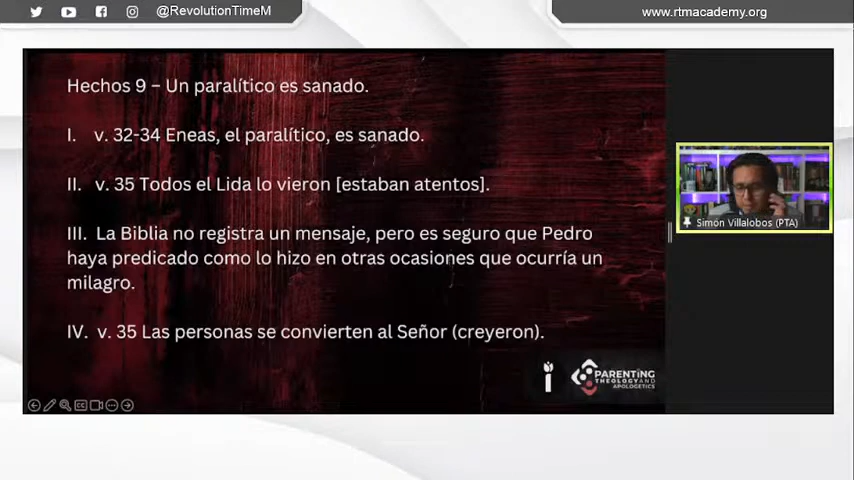 @RevolutionTimeM
www.rtmacademy.org
Hechos 9 – Un paralítico es sanado.
I. v. 32-34 Eneas, el paralítico, es sanado.
II. v. 35 Todos el Lida lo vieron [estaban atentos].
III. La Biblia no registra un mensaje, pero es seguro que Pedro
haya predicado como lo hizo en otras ocasiones que ocurría un
milagro.
IV. v. 35 Las personas se convierten al Señor (creyeron).
Simón Villalobos (PTA)
PARENTING
THEOLOGY AND
APOLOGETICS
CC